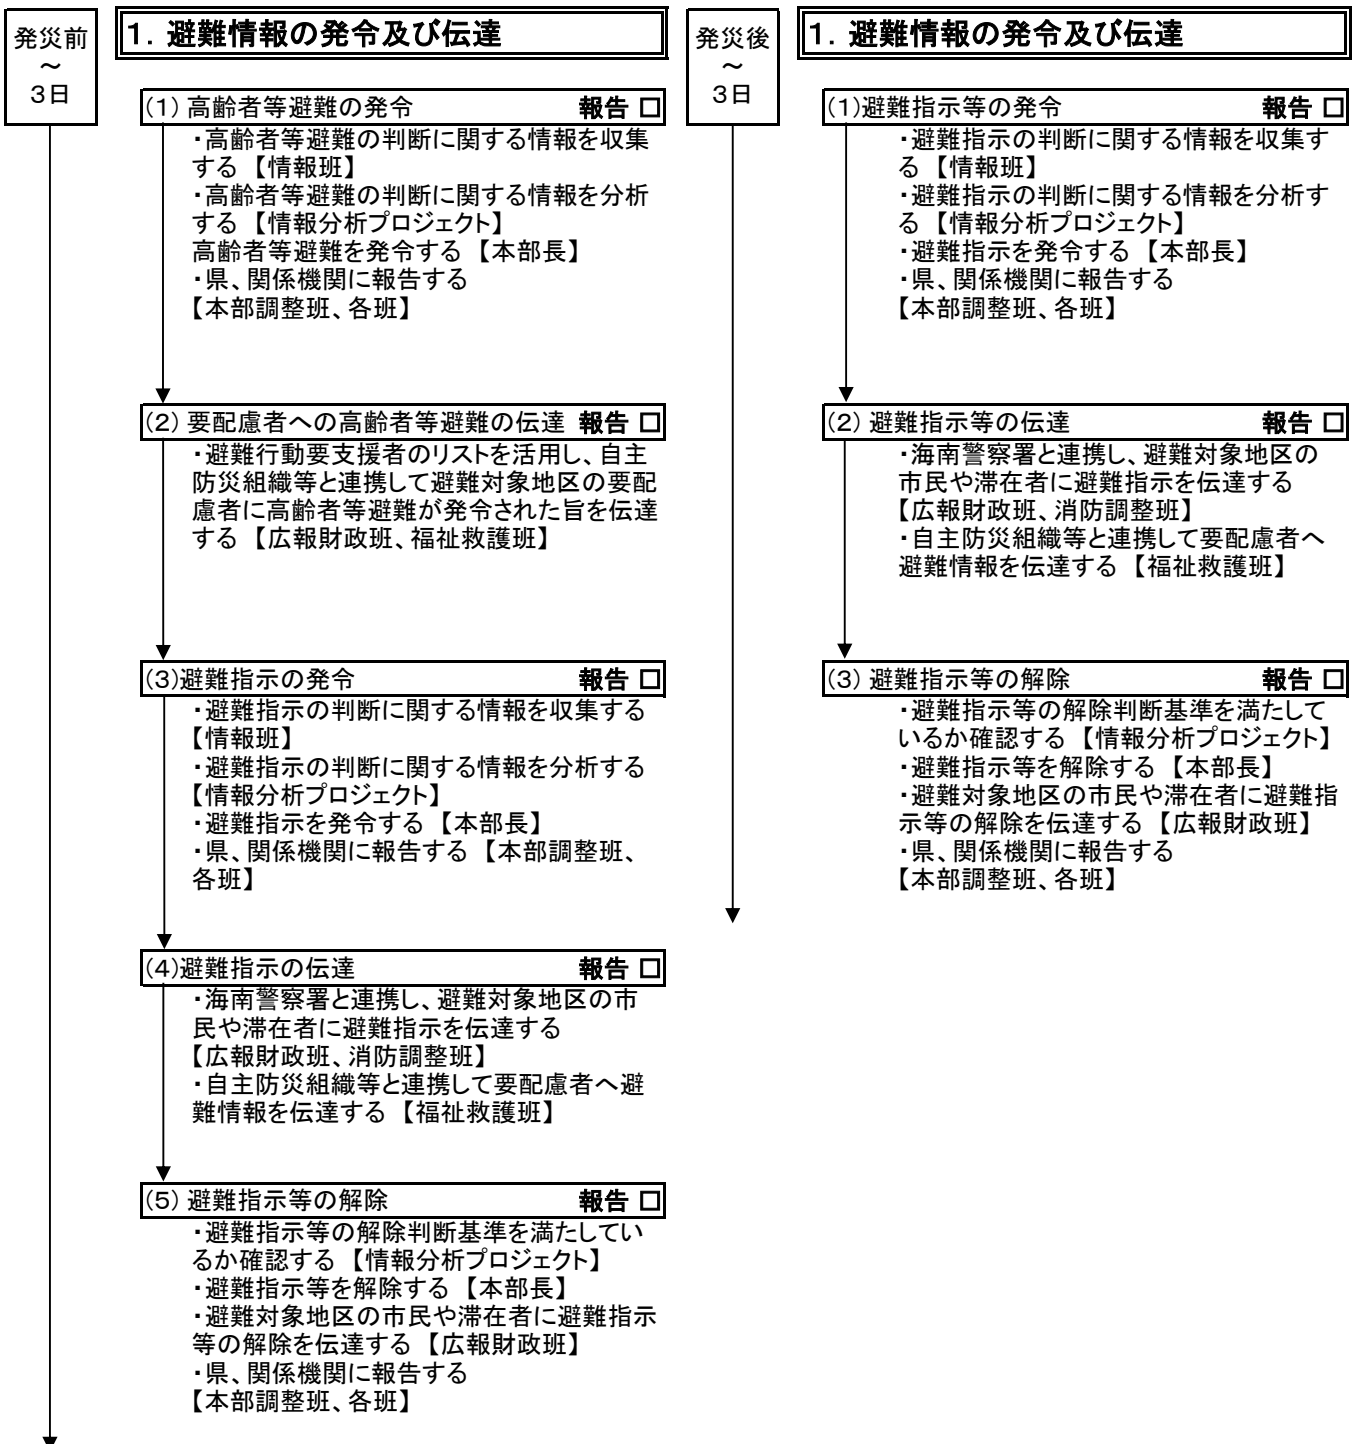 発災前
～
3日
1．避難情報の発令及び伝達
(1) 高齢者等避難の発令 報告 □
・高齢者等避難の判断に関する情報を収集
する 【情報班】
・高齢者等避難の判断に関する情報を分析
する 【情報分析プロジェクト】
高齢者等避難を発令する 【本部長】
・県、関係機関に報告する
【本部調整班、各班】
(2) 要配慮者への高齢者等避難の伝達 報告 □
・避難行動要支援者のリストを活用し、自主
防災組織等と連携して避難対象地区の要配
慮者に高齢者等避難が発令された旨を伝達
する 【広報財政班、福祉救護班】
(3)避難指示の発令 報告 □
・避難指示の判断に関する情報を収集する
【情報班】
・避難指示の判断に関する情報を分析する
【情報分析プロジェクト】
・避難指示を発令する 【本部長】
・県、関係機関に報告する 【本部調整班、
各班】
(4)避難指示の伝達 報告 □
・海南警察署と連携し、避難対象地区の市
民や滞在者に避難指示を伝達する
【広報財政班、消防調整班】
・自主防災組織等と連携して要配慮者へ避
難情報を伝達する 【福祉救護班】
(5) 避難指示等の解除 報告 □
・避難指示等の解除判断基準を満たしてい
るか確認する 【情報分析プロジェクト】
・避難指示等を解除する 【本部長】
・避難対象地区の市民や滞在者に避難指示
等の解除を伝達する 【広報財政班】
・県、関係機関に報告する
【本部調整班、各班】
発災後
～
3日
1．避難情報の発令及び伝達
(1)避難指示等の発令 報告 □
・避難指示の判断に関する情報を収集す
る 【情報班】
・避難指示の判断に関する情報を分析す
る 【情報分析プロジェクト】
・避難指示を発令する 【本部長】
・県、関係機関に報告する
【本部調整班、各班】
(2) 避難指示等の伝達 報告 □
・海南警察署と連携し、避難対象地区の
市民や滞在者に避難指示を伝達する
【広報財政班、消防調整班】
・自主防災組織等と連携して要配慮者へ
避難情報を伝達する 【福祉救護班】
(3) 避難指示等の解除 報告 □
・避難指示等の解除判断基準を満たして
いるか確認する 【情報分析プロジェクト】
・避難指示等を解除する 【本部長】
・避難対象地区の市民や滞在者に避難指
示等の解除を伝達する 【広報財政班】
・県、関係機関に報告する
【本部調整班、各班】